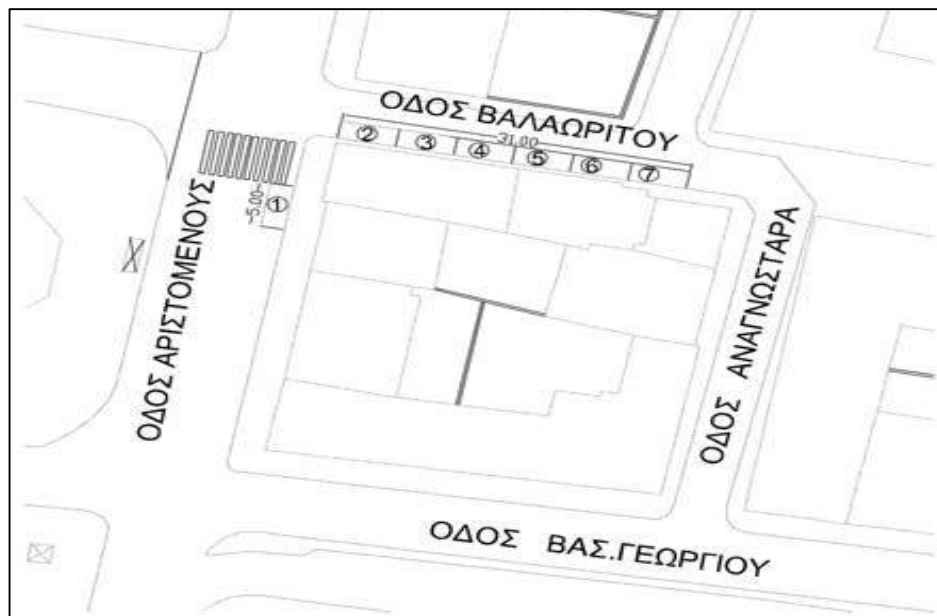 ΟΔΟΣ ΒΑΛΑΩΡΙΤΟΥ
31.00
② ③ ④ ⑤ ⑥ ⑦
①
~5.00~
ΟΔΟΣ ΑΡΙΣΤΟΜΕΝΟΥΣ
ΟΔΟΣ ΑΝΑΓΝΩΣΤΑΡΑ
ΟΔΟΣ ΒΑΣ.ΓΕΩΡΓΙΟΥ